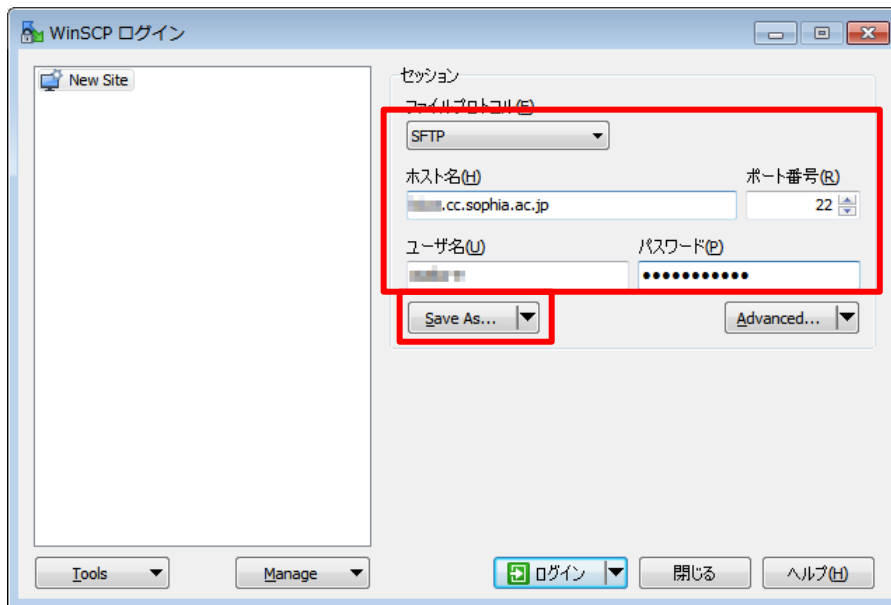 WinSCP ログイン
New Site
セッション
ファイルプロトコル(F)
SFTP
ホスト名(H) ポート番号(R)
.cc.sophia.ac.jp 22
ユーザ名(U) パスワード(P)
●●●●●●●●●●●
Save As... Advanced...
Tools Manage ログイン 閉じる ヘルプ(H)